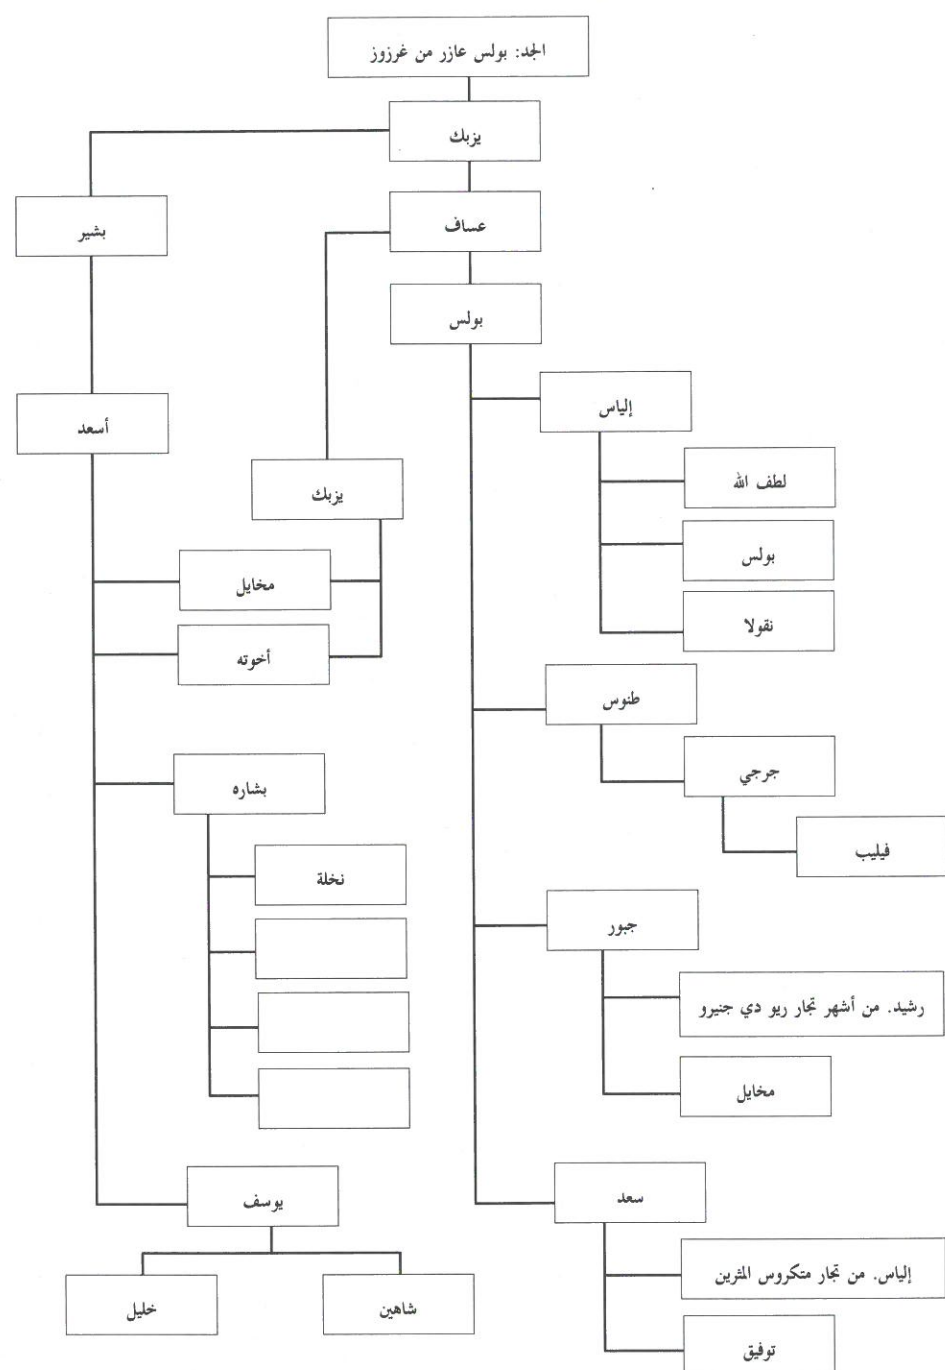 الجد: بولس عازر من غرزوز
يزبك
عساف
بشير
بولس
إلياس
أسعد
يزبك
لطف الله
بولس
مخايل
نقولا
أخوته
طنوس
جرجي
بشاره
فيليب
نخلة
جبور
رشيد. من أشهر تجار ريو دي جنيرو
مخايل
يوسف
سعد
إلياس. من تجار متكروس المثرين
شاهين
خليل
توفيق